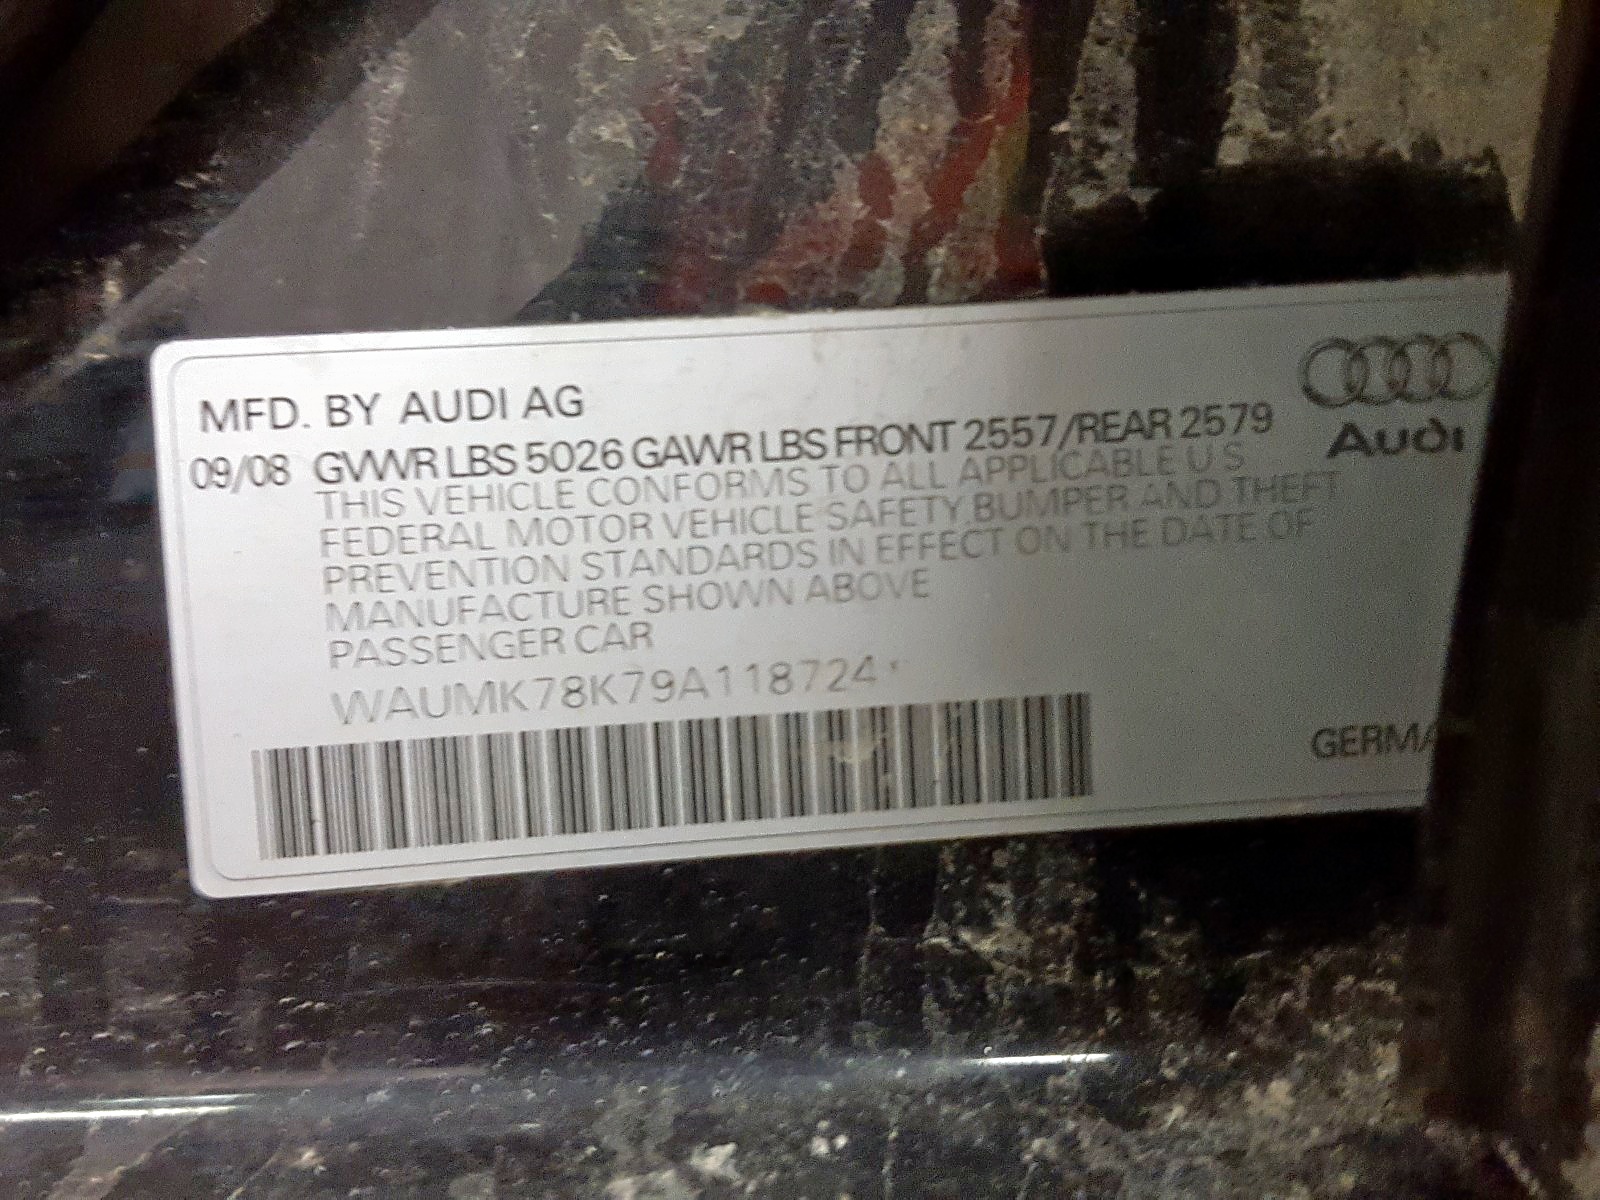 MFD. BY AUDI AG
09/08 GVWR LBS 5026 GAWR LBS FRONT 2557/REAR 2579
THIS VEHICLE CONFORMS TO ALL APPLICABLE U S
FEDERAL MOTOR VEHICLE SAFETY, BUMPER AND THEFT
PREVENTION STANDARDS IN EFFECT ON THE DATE OF
MANUFACTURE SHOWN ABOVE
PASSENGER CAR
WAUMK78K79A118724
Audi
GERMA